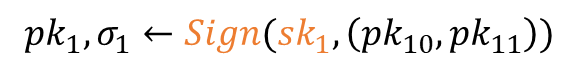 pk₁, σ₁ ← Sign(sk₁, (pk₁₀, pk₁₁))